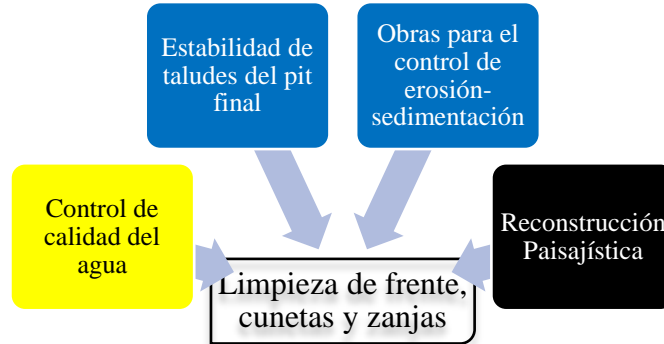 Estabilidad de
taludes del pit
final
Obras para el
control de
erosión-
sedimentación
Control de
calidad del
agua
Reconstrucción
Paisajística
Limpieza de frente,
cunetas y zanjas